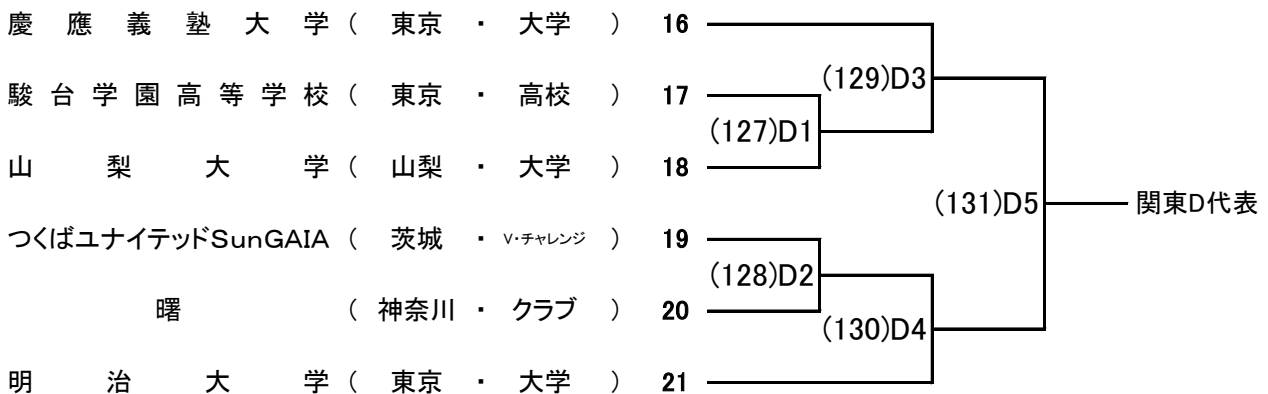 慶應義塾大学 ( 東京 ・ 大学 ) 16
(129)D3
駿台学園高等学校 ( 東京 ・ 高校 ) 17
(127)D1
山梨大学 ( 山梨 ・ 大学 ) 18
(131)D5 関東D代表
つくばユナイテッドSunGAIA ( 茨城 ・ V・チャレンジ ) 19
(128)D2
曙 ( 神奈川 ・ クラブ ) 20
(130)D4
明治大学 ( 東京 ・ 大学 ) 21